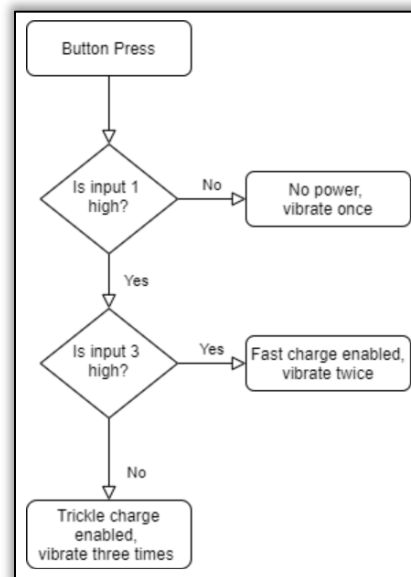 Button Press
Is input 1
high?
No
No power,
vibrate once
Yes
Is input 3
high?
Yes
Fast charge enabled,
vibrate twice
No
Trickle charge
enabled,
vibrate three times